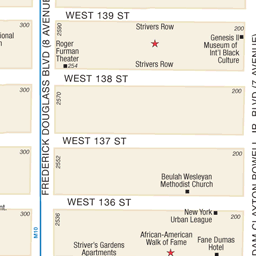 WEST 139 ST
300
2590
Strivers Row
200
Genesis II
Museum of
Int'l Black
Culture
Roger
Furman
Theater
254
Strivers Row
WEST 138 ST
300
2570
200
FREDERICK DOUGLASS BLVD (8 AVENUE
WEST 137 ST
300
2552
200
Beulah Wesleyan
Methodist Church
WEST 136 ST
300
2536
200
New York
Urban League
African-American
Walk of Fame
Striver's Gardens
Apartments
Fane Dumas
Hotel
M10